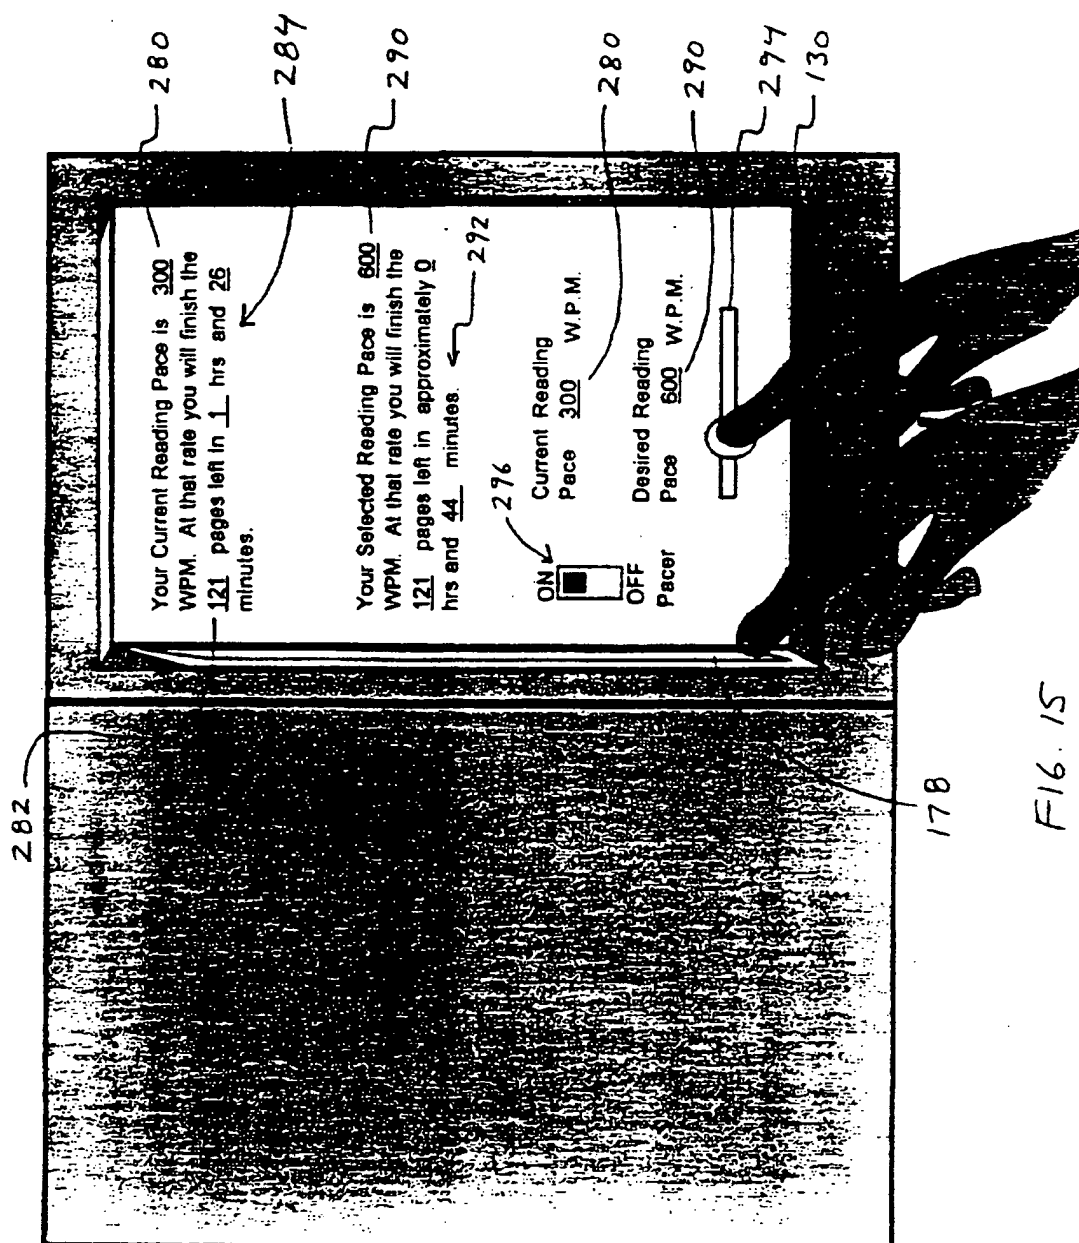 282
Your Current Reading Pace is 300
WPM. At that rate you will finish the
121 pages left in 1 hrs and 26
minutes.
280
284
Your Selected Reading Pace is 600
WPM. At that rate you will finish the
121 pages left in approximately 0
hrs and 44 minutes.
290
292
296
ON
OFF
Pacer
Current Reading
Pace 300 W.P.M.
280
Desired Reading
Pace 600 W.P.M.
290
294
130
178
FIG. 15